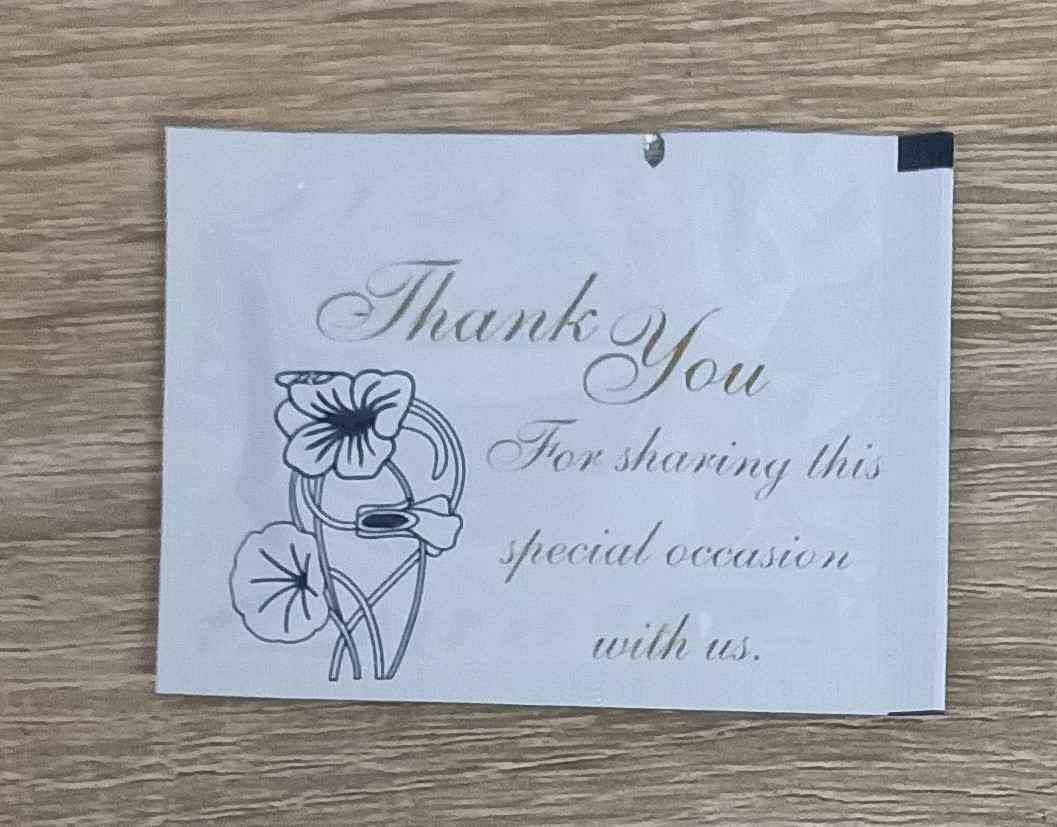 Thank You
For sharing this
special occasion
with us.